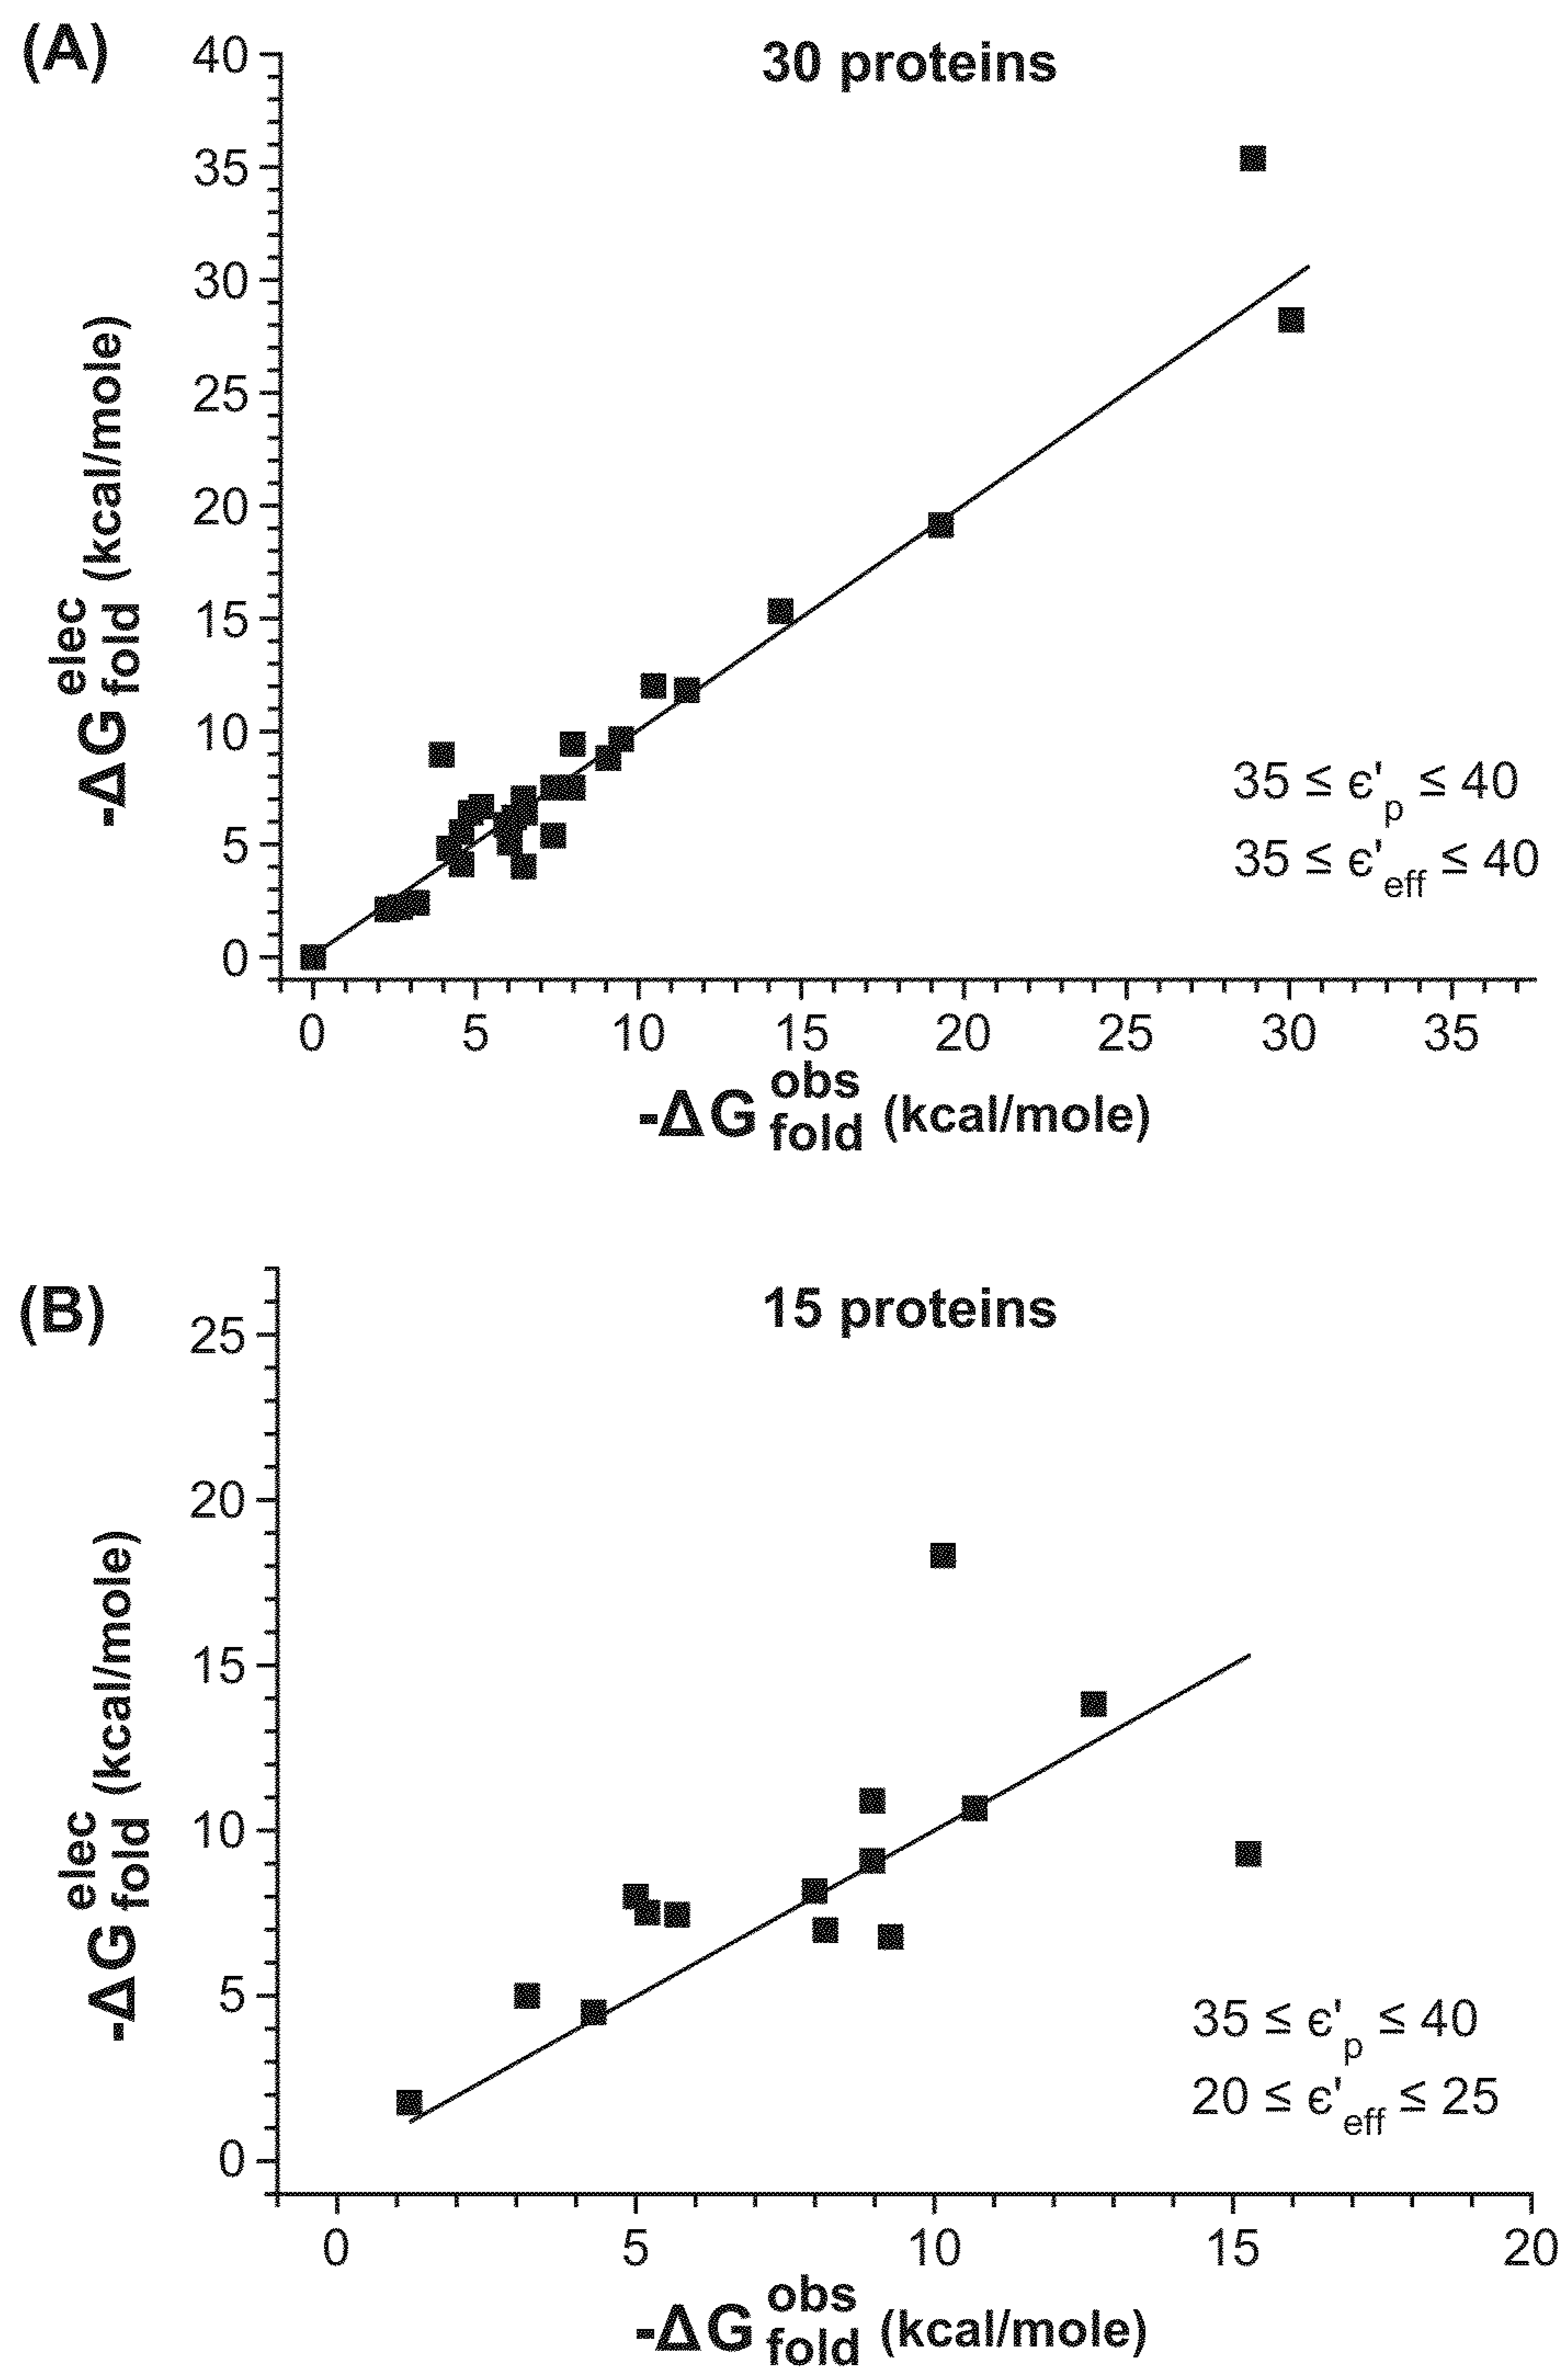 (A)
30 proteins
40
35
30
25
20
15
10
5
0
-ΔG elec fold (kcal/mole)
35 ≤ ϵ'p ≤ 40
35 ≤ ϵ'eff ≤ 40
0 5 10 15 20 25 30 35
-ΔG obs fold (kcal/mole)
(B)
15 proteins
25
20
15
10
5
0
-ΔG elec fold (kcal/mole)
35 ≤ ϵ'p ≤ 40
20 ≤ ϵ'eff ≤ 25
0 5 10 15 20
-ΔG obs fold (kcal/mole)